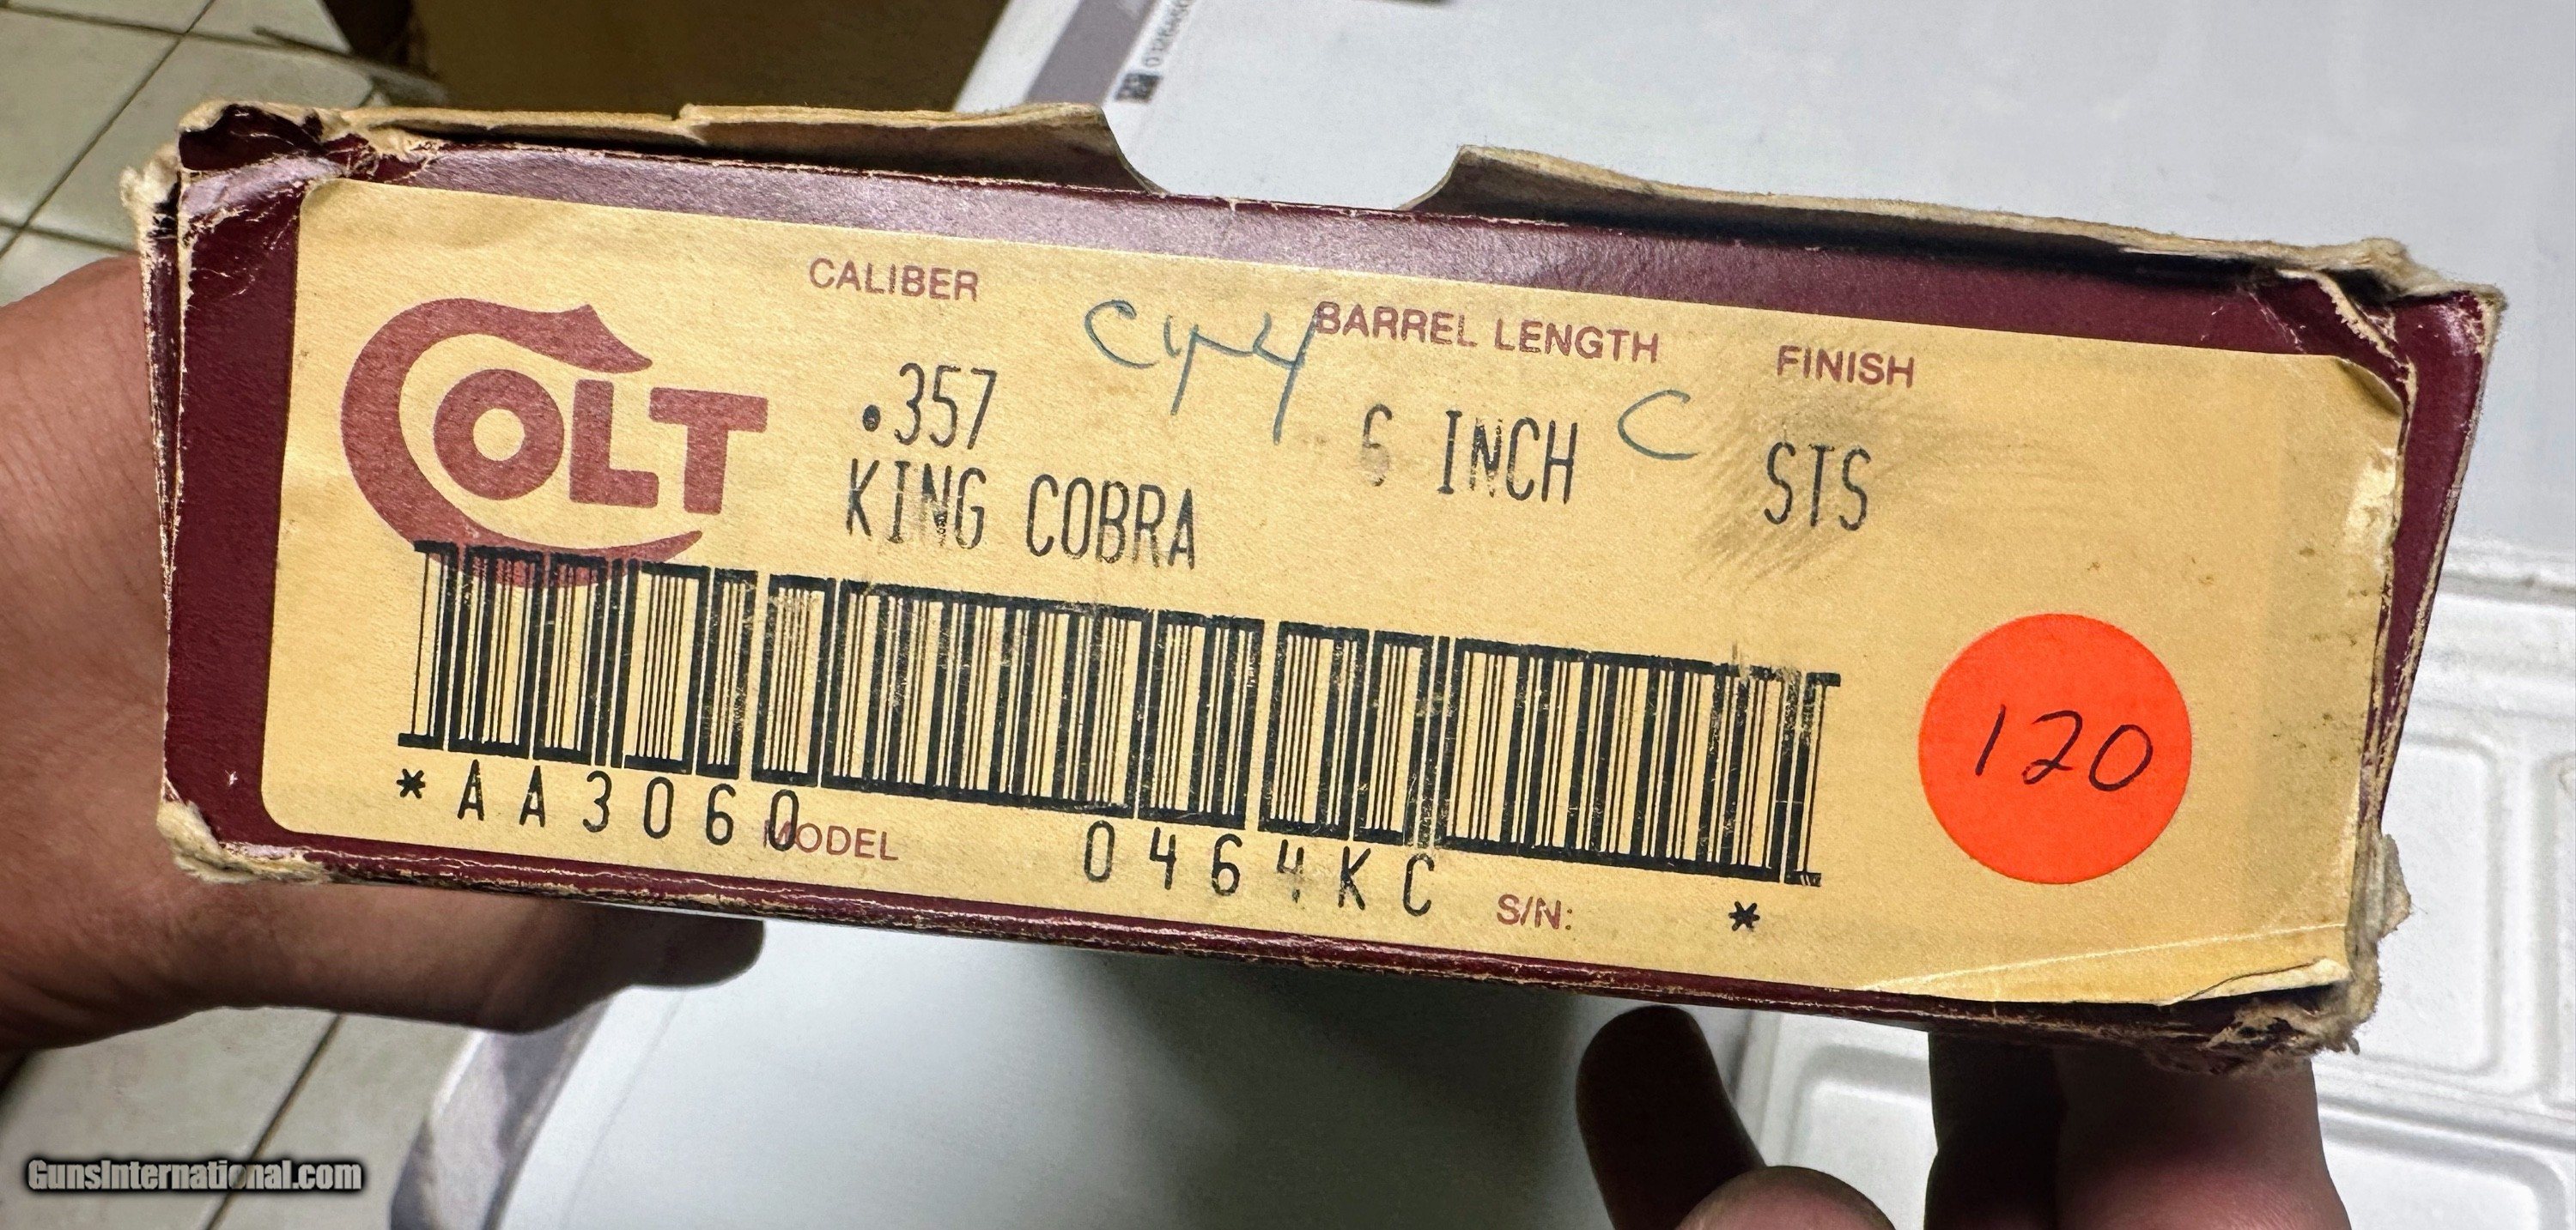 COLT
CALIBER BARREL LENGTH FINISH
.357 6 INCH C STS
KING COBRA
120
*AA3060 0464KC *
MODEL S/N:
GunsInternational.com